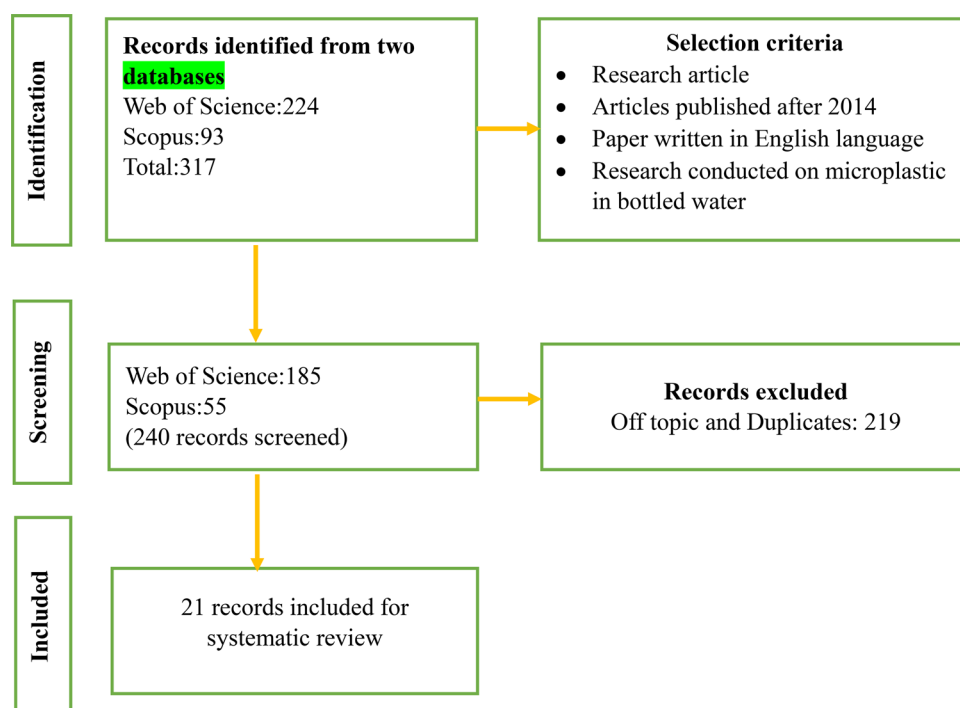 Identification
Records identified from two
databases
Web of Science:224
Scopus:93
Total:317
Selection criteria
• Research article
• Articles published after 2014
• Paper written in English language
• Research conducted on microplastic
in bottled water
Screening
Web of Science:185
Scopus:55
(240 records screened)
Records excluded
Off topic and Duplicates: 219
Included
21 records included for
systematic review